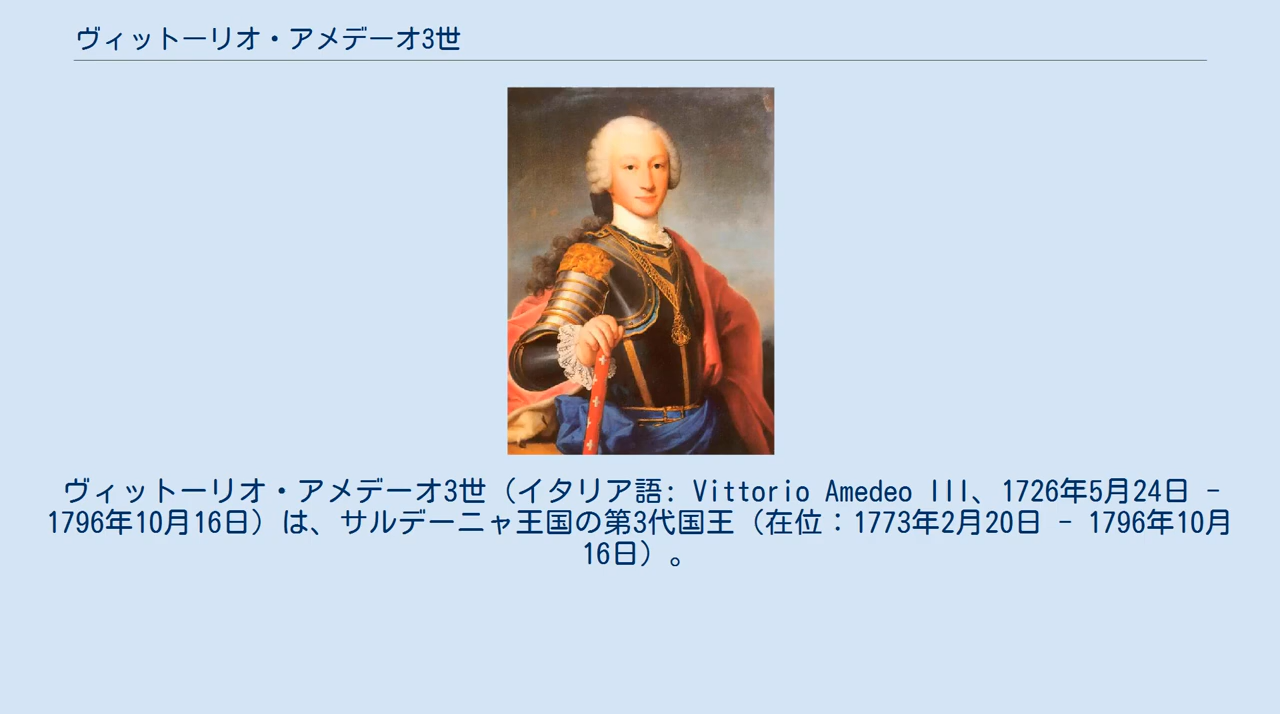 ヴィットーリオ・アメデーオ3世
ヴィットーリオ・アメデーオ3世（イタリア語: Vittorio Amedeo III、1726年5月24日 -
1796年10月16日）は、サルデーニャ王国の第3代国王（在位：1773年2月20日 - 1796年10月
16日）。